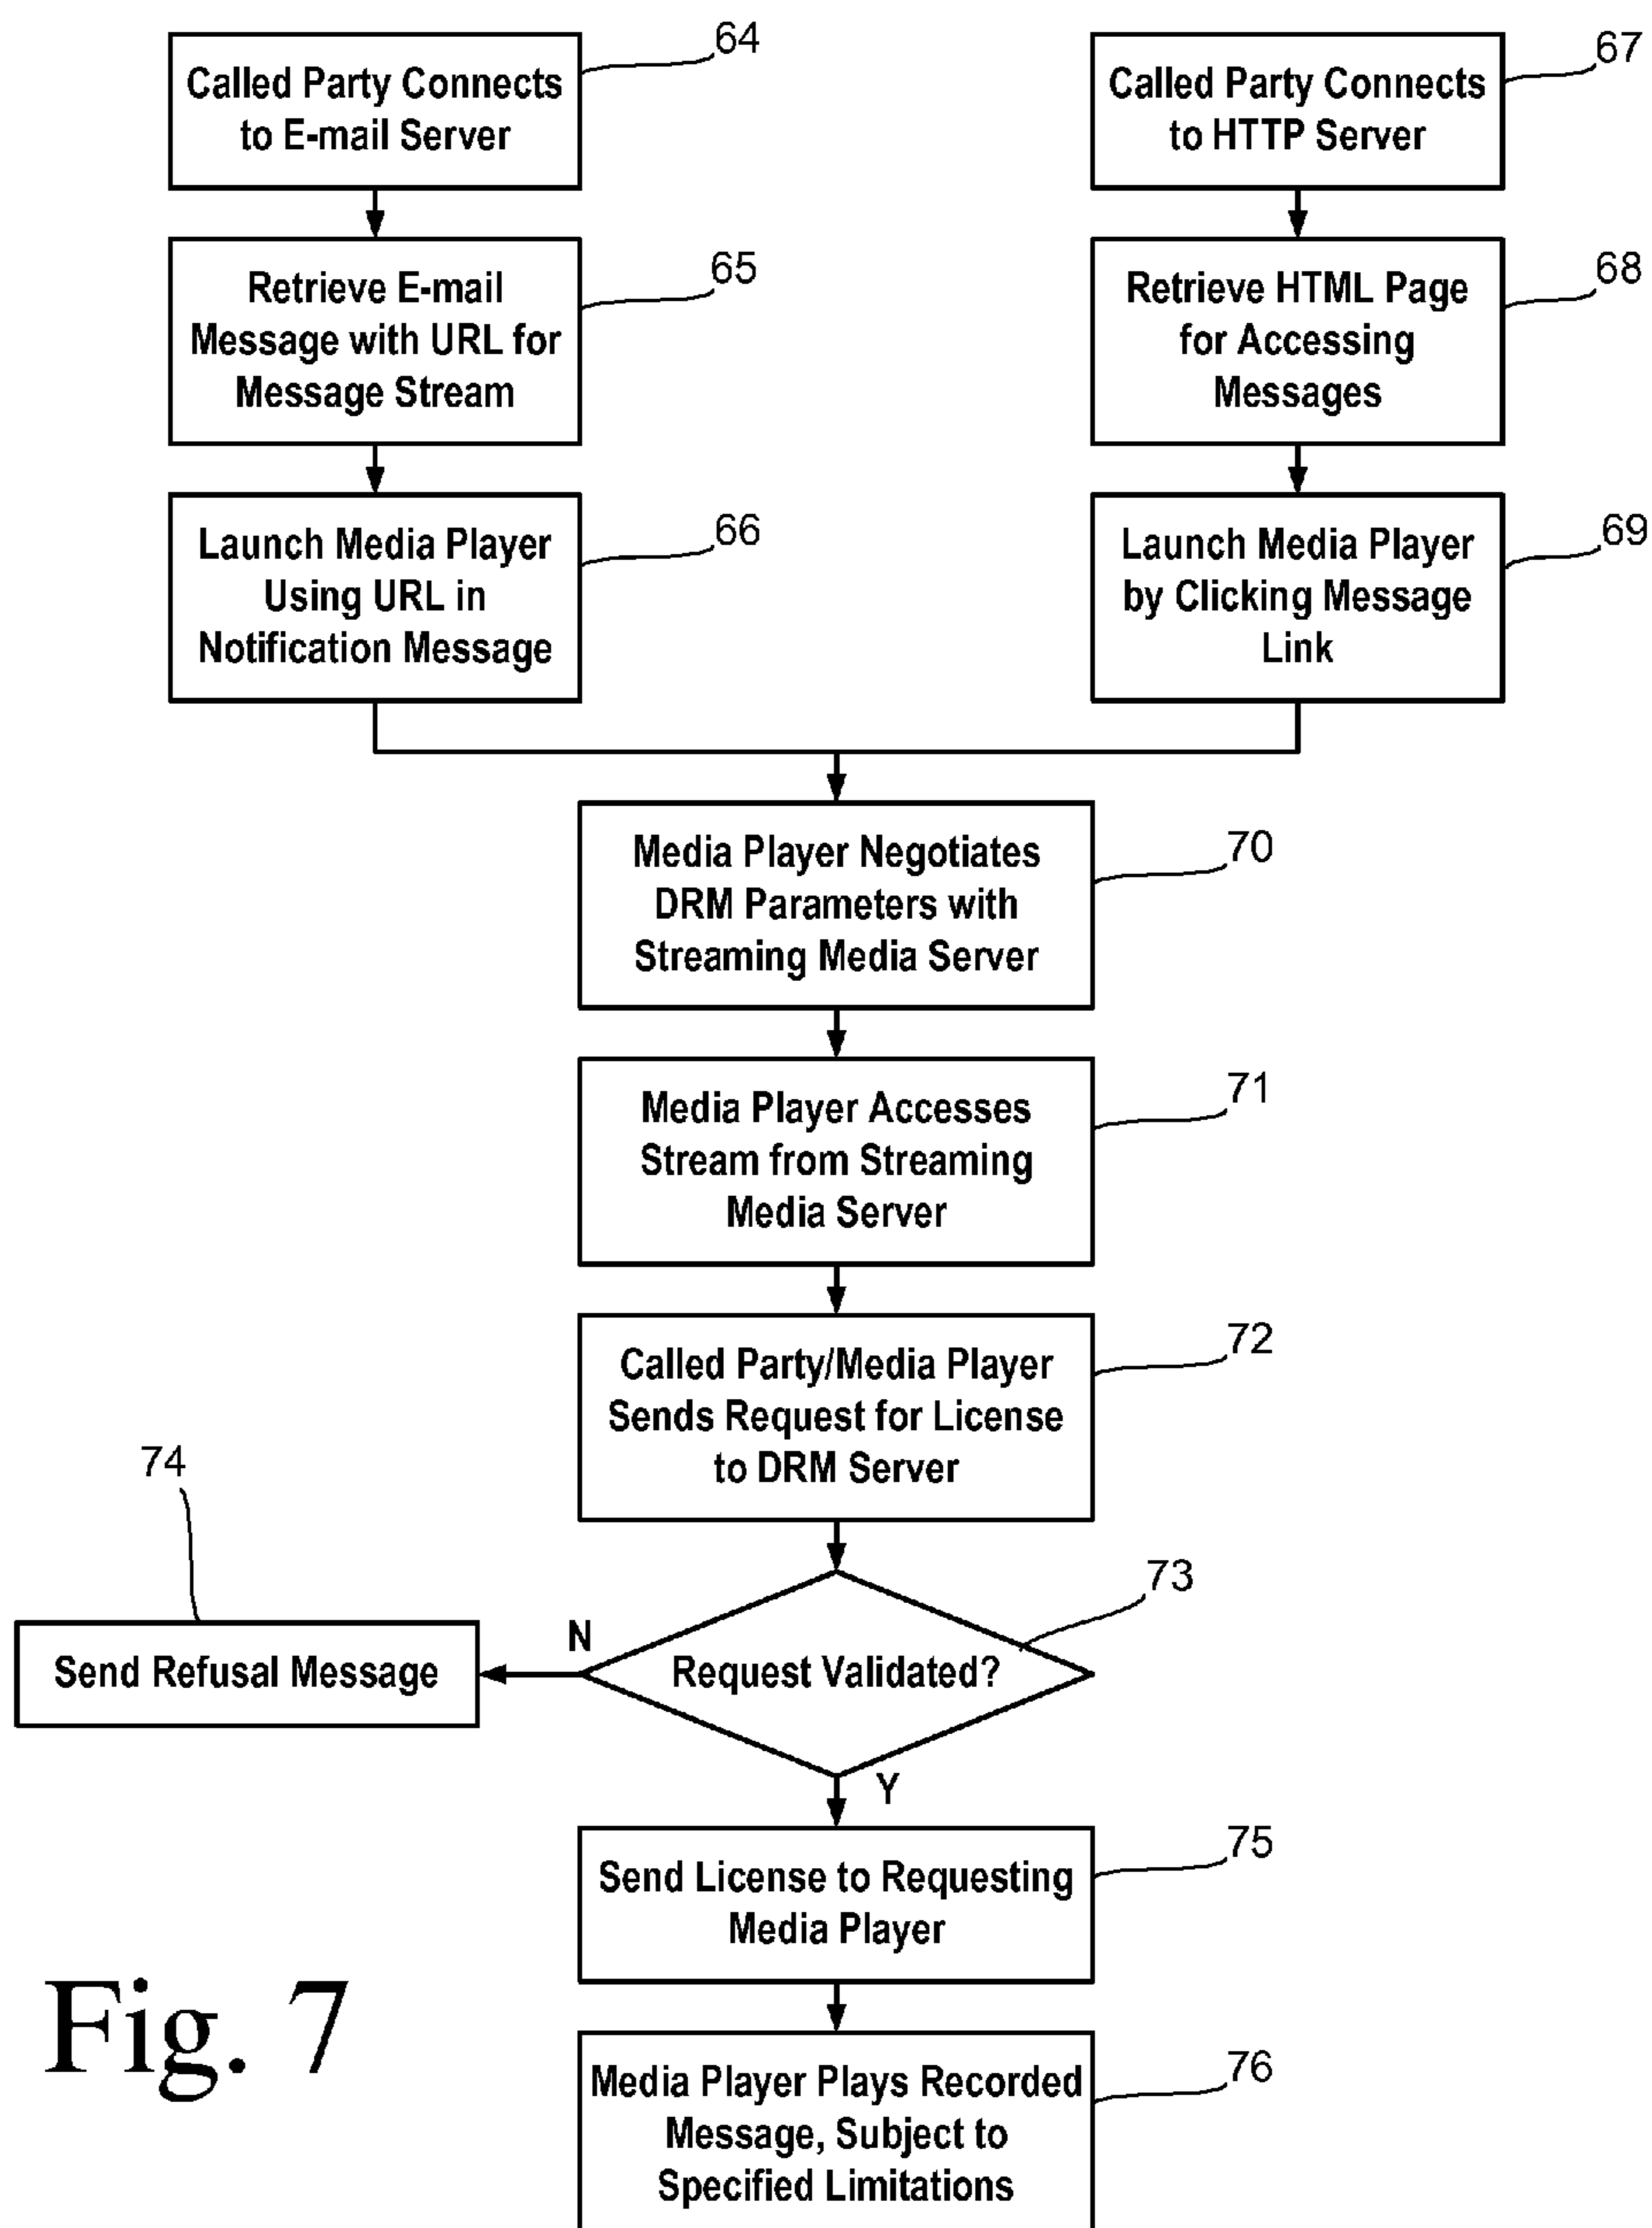 64
Called Party Connects
to E-mail Server
65
Retrieve E-mail
Message with URL for
Message Stream
66
Launch Media Player
Using URL in
Notification Message
67
Called Party Connects
to HTTP Server
68
Retrieve HTML Page
for Accessing
Messages
69
Launch Media Player
by Clicking Message
Link
70
Media Player Negotiates
DRM Parameters with
Streaming Media Server
71
Media Player Accesses
Stream from Streaming
Media Server
72
Called Party/Media Player
Sends Request for License
to DRM Server
73
Request Validated?
N
74
Send Refusal Message
Y
75
Send License to Requesting
Media Player
76
Media Player Plays Recorded
Message, Subject to
Specified Limitations
Fig. 7